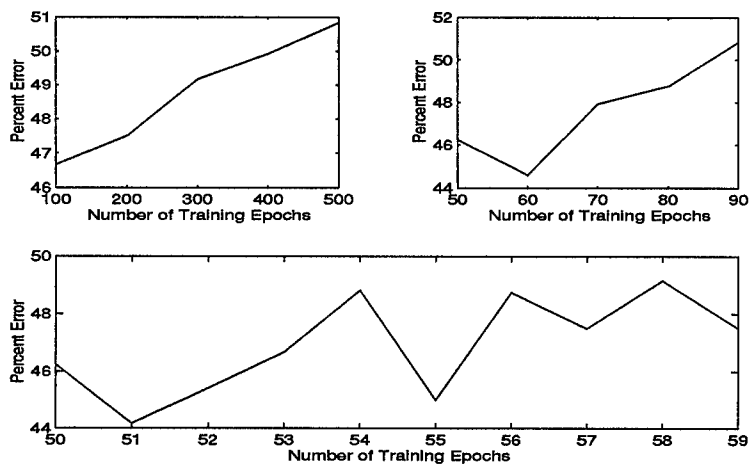 51
50
49
48
47
46
Percent Error
100 200 300 400 500
Number of Training Epochs
52
50
48
46
44
Percent Error
50 60 70 80 90
Number of Training Epochs
50
48
46
44
Percent Error
50 51 52 53 54 55 56 57 58 59
Number of Training Epochs